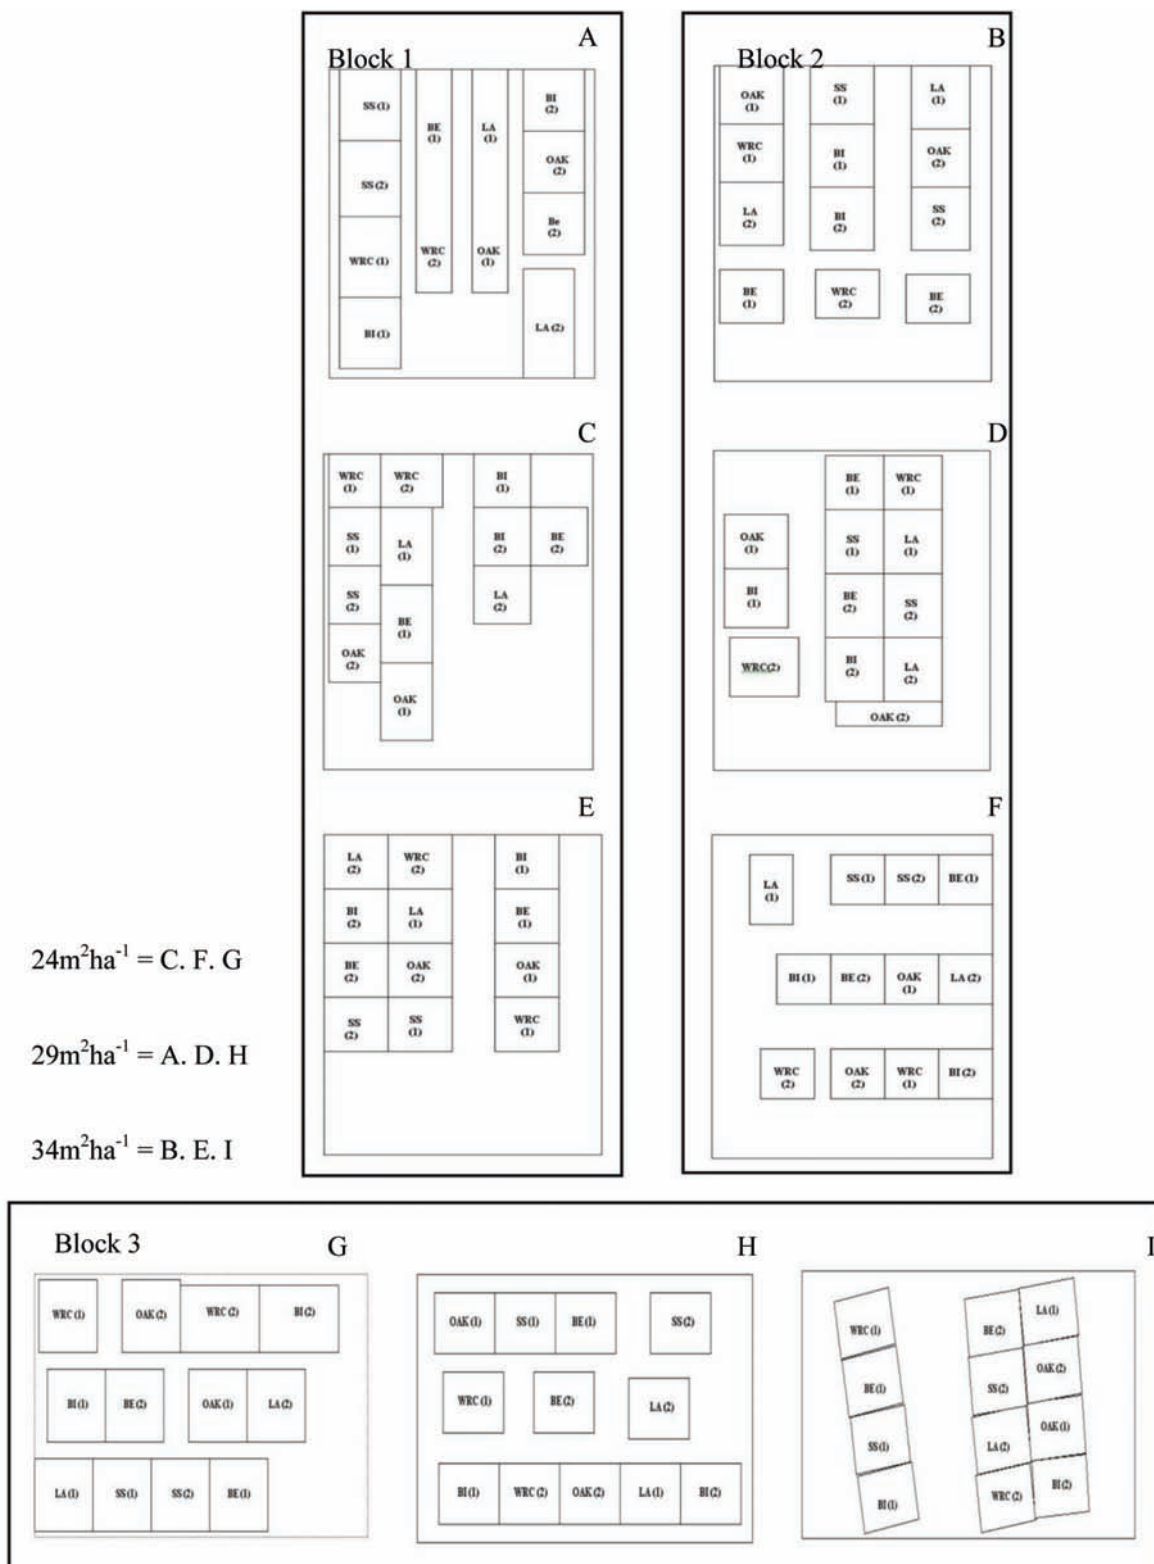 Block 1
A
SS (1)
SS (2)
WRC (1)
BI (1)
BE
(1)
WRC
(2)
LA
(1)
OAK
(1)
BI
(2)
OAK
(2)
Be
(2)
LA (2)
Block 2
B
OAK
(1)
WRC
(1)
LA
(2)
BE
(1)
SS
(1)
BI
(1)
BI
(2)
WRC
(2)
LA
(1)
OAK
(2)
SS
(2)
BE
(2)
C
WRC
(1)
SS
(1)
SS
(2)
OAK
(2)
WRC
(2)
LA
(1)
BE
(1)
OAK
(1)
BI
(1)
BI
(2)
LA
(2)
BE
(2)
D
OAK
(1)
BI
(1)
WRC(2)
BE
(1)
SS
(1)
BE
(2)
BI
(2)
WRC
(1)
LA
(1)
SS
(2)
LA
(2)
OAK (2)
E
LA
(2)
BI
(2)
BE
(2)
SS
(2)
WRC
(2)
LA
(1)
OAK
(2)
SS
(1)
BI
(1)
BE
(1)
OAK
(1)
WRC
(1)
F
LA
(1)
SS (1)
SS (2)
BE (1)
BI (1)
BE (2)
OAK
(1)
LA (2)
WRC
(2)
OAK
(2)
WRC
(1)
BI (2)
24m²ha⁻¹ = C. F. G
29m²ha⁻¹ = A. D. H
34m²ha⁻¹ = B. E. I
Block 3
G
WRC (1)
OAK (2)
WRC (2)
BI (2)
BI (1)
BE (2)
OAK (1)
LA (2)
LA (1)
SS (1)
SS (2)
BE (1)
H
OAK (1)
SS (1)
BE (1)
SS (2)
WRC (1)
BE (2)
LA (2)
BI (1)
WRC (2)
OAK (2)
LA (1)
BI (2)
I
WRC (1)
BE (1)
SS (1)
BI (1)
BE (2)
SS (2)
LA (2)
WRC (2)
LA (1)
OAK (2)
OAK (1)
BI (2)